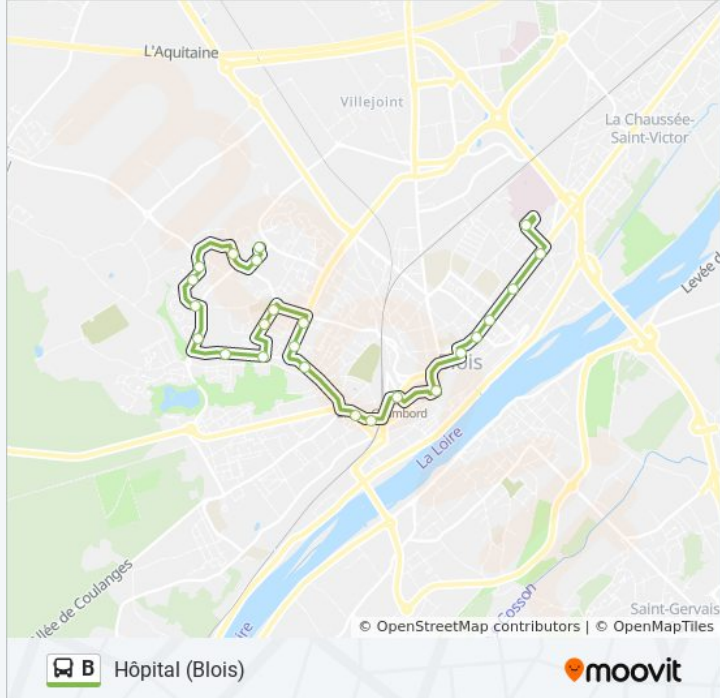 L'Aquitaine
Villejoint
La Chaussée-
Saint-Victor
Levée d
lois
mbord
La Loire
llée de Coulanges
ire
Cosson
Saint-Gervais
© OpenStreetMap contributors | © OpenMapTiles
B Hôpital (Blois)
moovit